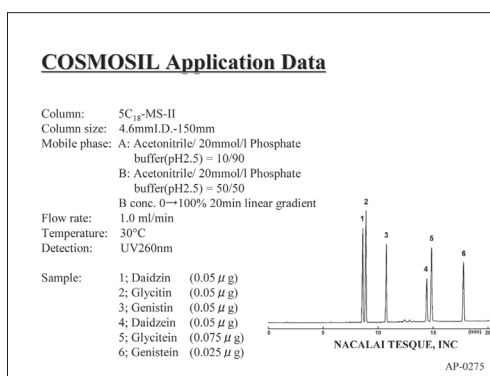 COSMOSIL Application Data
Column: 5C18-MS-II
Column size: 4.6mmI.D.-150mm
Mobile phase: A: Acetonitrile/ 20mmol/l Phosphate
buffer(pH2.5) = 10/90
B: Acetonitrile/ 20mmol/l Phosphate
buffer(pH2.5) = 50/50
B conc. 0→100% 20min linear gradient
Flow rate: 1.0 ml/min
Temperature: 30°C
Detection: UV260nm
Sample: 1; Daidzin (0.05 μ g)
2; Glycitin (0.05 μ g)
3; Genistin (0.05 μ g)
4; Daidzein (0.05 μ g)
5; Glycitein (0.075 μ g)
6; Genistein (0.025 μ g)
2
1
3
5
6
4
0 5 10 15 (min) 20
NACALAI TESQUE, INC
AP-0275